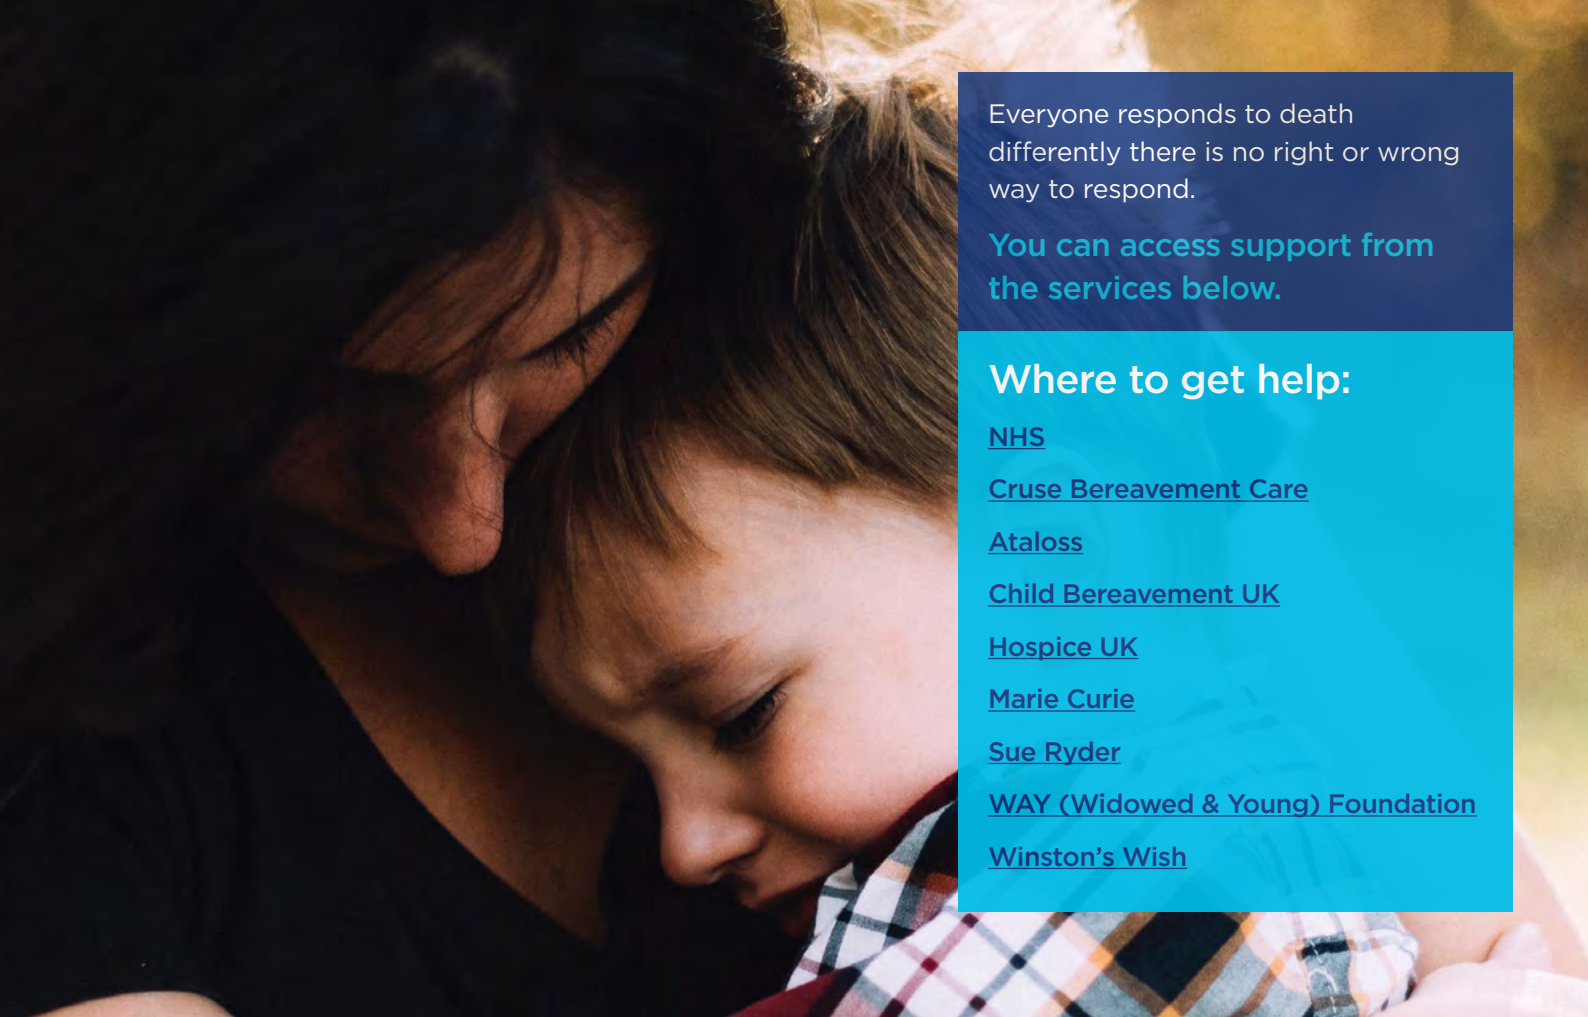 Everyone responds to death
differently there is no right or wrong
way to respond.
You can access support from
the services below.
Where to get help:
NHS
Cruse Bereavement Care
Ataloss
Child Bereavement UK
Hospice UK
Marie Curie
Sue Ryder
WAY (Widowed & Young) Foundation
Winston’s Wish